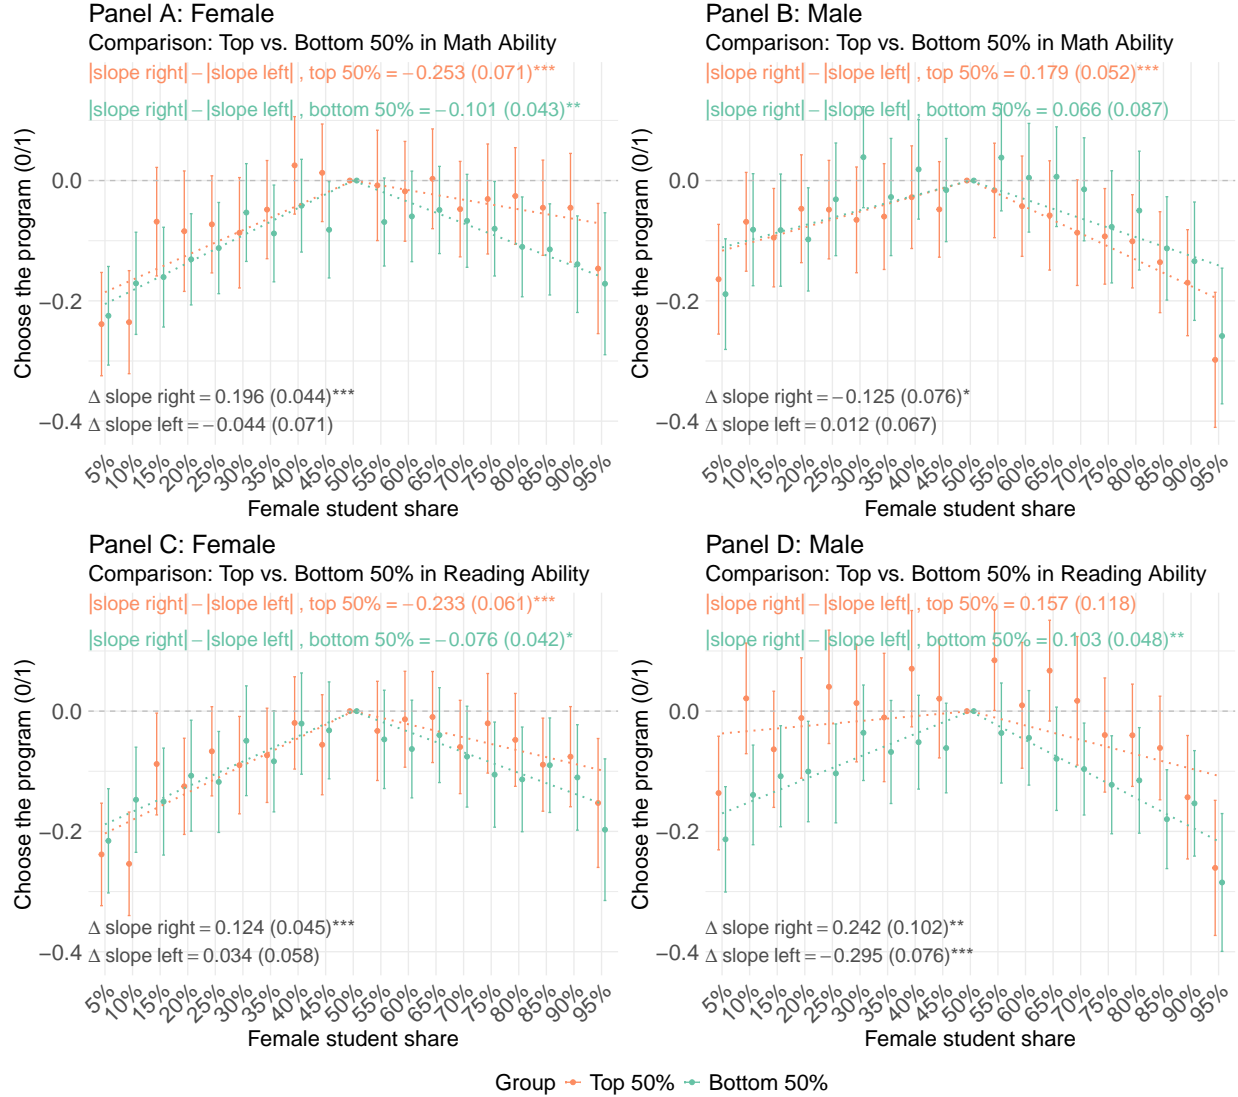 Panel A: Female
Comparison: Top vs. Bottom 50% in Math Ability
|slope right| − |slope left| , top 50% = −0.253 (0.071)***
|slope right| − |slope left| , bottom 50% = −0.101 (0.043)**
Choose the program (0/1)
0.0
−0.2
−0.4
Δ slope right = 0.196 (0.044)***
Δ slope left = −0.044 (0.071)
5% 10% 15% 20% 25% 30% 35% 40% 45% 50% 55% 60% 65% 70% 75% 80% 85% 90% 95%
Female student share
Panel B: Male
Comparison: Top vs. Bottom 50% in Math Ability
|slope right| − |slope left| , top 50% = 0.179 (0.052)***
|slope right| − |slope left| , bottom 50% = 0.066 (0.087)
Choose the program (0/1)
Δ slope right = −0.125 (0.076)*
Δ slope left = 0.012 (0.067)
5% 10% 15% 20% 25% 30% 35% 40% 45% 50% 55% 60% 65% 70% 75% 80% 85% 90% 95%
Female student share
Panel C: Female
Comparison: Top vs. Bottom 50% in Reading Ability
|slope right| − |slope left| , top 50% = −0.233 (0.061)***
|slope right| − |slope left| , bottom 50% = −0.076 (0.042)*
Choose the program (0/1)
0.0
−0.2
−0.4
Δ slope right = 0.124 (0.045)***
Δ slope left = 0.034 (0.058)
5% 10% 15% 20% 25% 30% 35% 40% 45% 50% 55% 60% 65% 70% 75% 80% 85% 90% 95%
Female student share
Panel D: Male
Comparison: Top vs. Bottom 50% in Reading Ability
|slope right| − |slope left| , top 50% = 0.157 (0.118)
|slope right| − |slope left| , bottom 50% = 0.103 (0.048)**
Choose the program (0/1)
Δ slope right = 0.242 (0.102)**
Δ slope left = −0.295 (0.076)***
5% 10% 15% 20% 25% 30% 35% 40% 45% 50% 55% 60% 65% 70% 75% 80% 85% 90% 95%
Female student share
Group Top 50% Bottom 50%